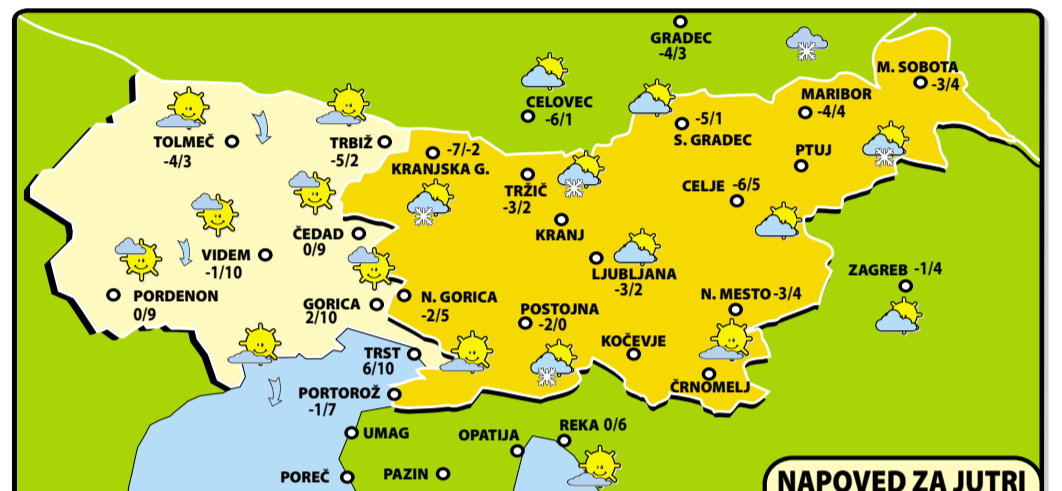 GRADEC
-4/3
M. SOBOTA
-3/4
CELOVEC
-6/1
MARIBOR
-4/4
-5/1
S. GRADEC
TOLMEČ
-4/3
TRBIŽ
-5/2
-7/-2
KRANJSKA G.
PTUJ
TRŽIČ
-3/2
CELJE -6/5
KRANJ
ČEDAD
0/9
VIDEM
-1/10
LJUBLJANA
-3/2
ZAGREB -1/4
PORDENON
0/9
GORICA
2/10
N. GORICA
-2/5
POSTOJNA
-2/0
N. MESTO -3/4
KOČEVJE
TRST
6/10
ČRNOMELJ
PORTOROŽ
-1/7
UMAG
OPATIJA
REKA 0/6
POREČ
PAZIN
NAPOVED ZA JUTRI